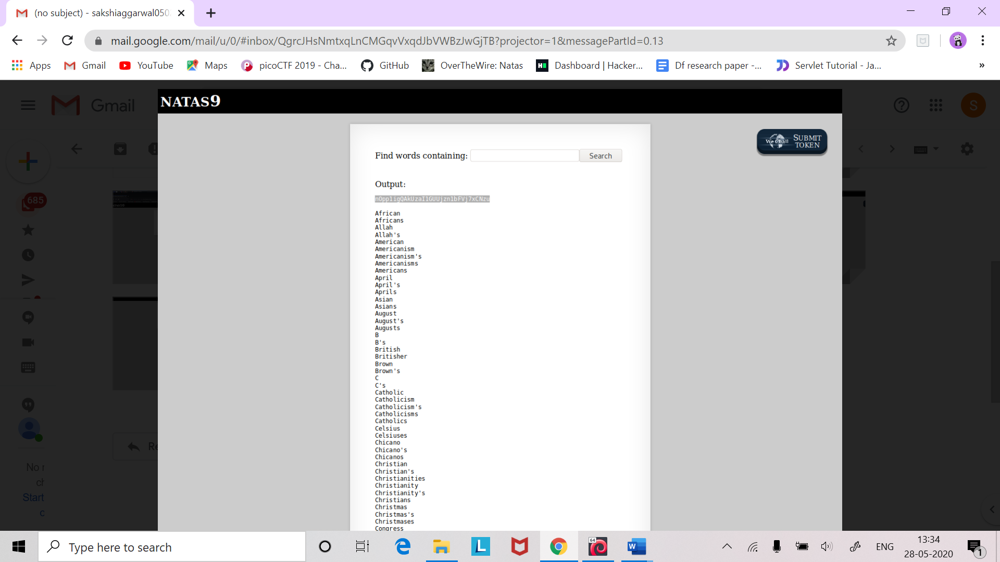 (no subject) - sakshiaggarwal050
mail.google.com/mail/u/0/#inbox/QgrcJHsNmtxqLnCMGqvVxqdJbVWBzJwGjTB?projector=1&messagePartId=0.13
Apps Gmail YouTube Maps picoCTF 2019 - Cha... GitHub OverTheWire: Natas Dashboard | Hacker... Df research paper -... Servlet Tutorial - Ja... »
Gmail
S
NATAS9
We Chall SUBMIT TOKEN
Find words containing: Search
Output:
nOpp1igQAkUzaI1GUUjzn1bFVj7xCNzu
African
Africans
Allah
Allah's
American
Americanism
Americanism's
Americanisms
Americans
April
April's
Aprils
Asian
Asians
August
August's
Augusts
B
B's
British
Britisher
Brown
Brown's
C
C's
Catholic
Catholicism
Catholicism's
Catholicisms
Catholics
Celsius
Celsiuses
Chicano
Chicano's
Chicanos
Christian
Christian's
Christianities
Christianity
Christianity's
Christians
Christmas
Christmas's
Christmases
Congress
685
Re
No
Start
Type here to search
64
ENG
13:34
28-05-2020
1